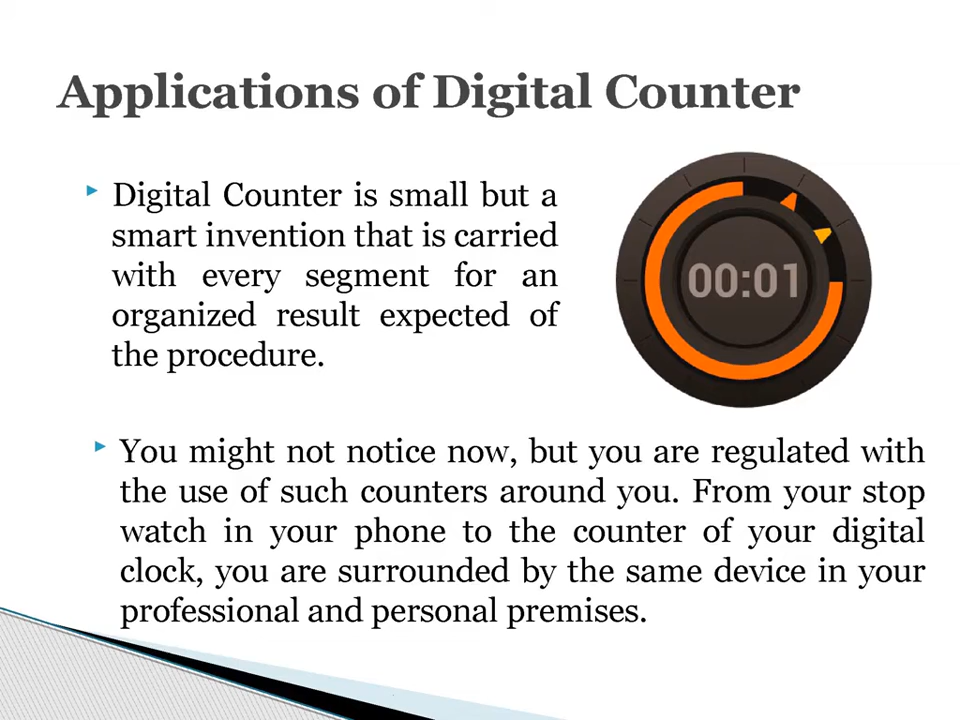 Applications of Digital Counter
Digital Counter is small but a
smart invention that is carried
with every segment for an
organized result expected of
the procedure.
00:01
You might not notice now, but you are regulated with
the use of such counters around you. From your stop
watch in your phone to the counter of your digital
clock, you are surrounded by the same device in your
professional and personal premises.